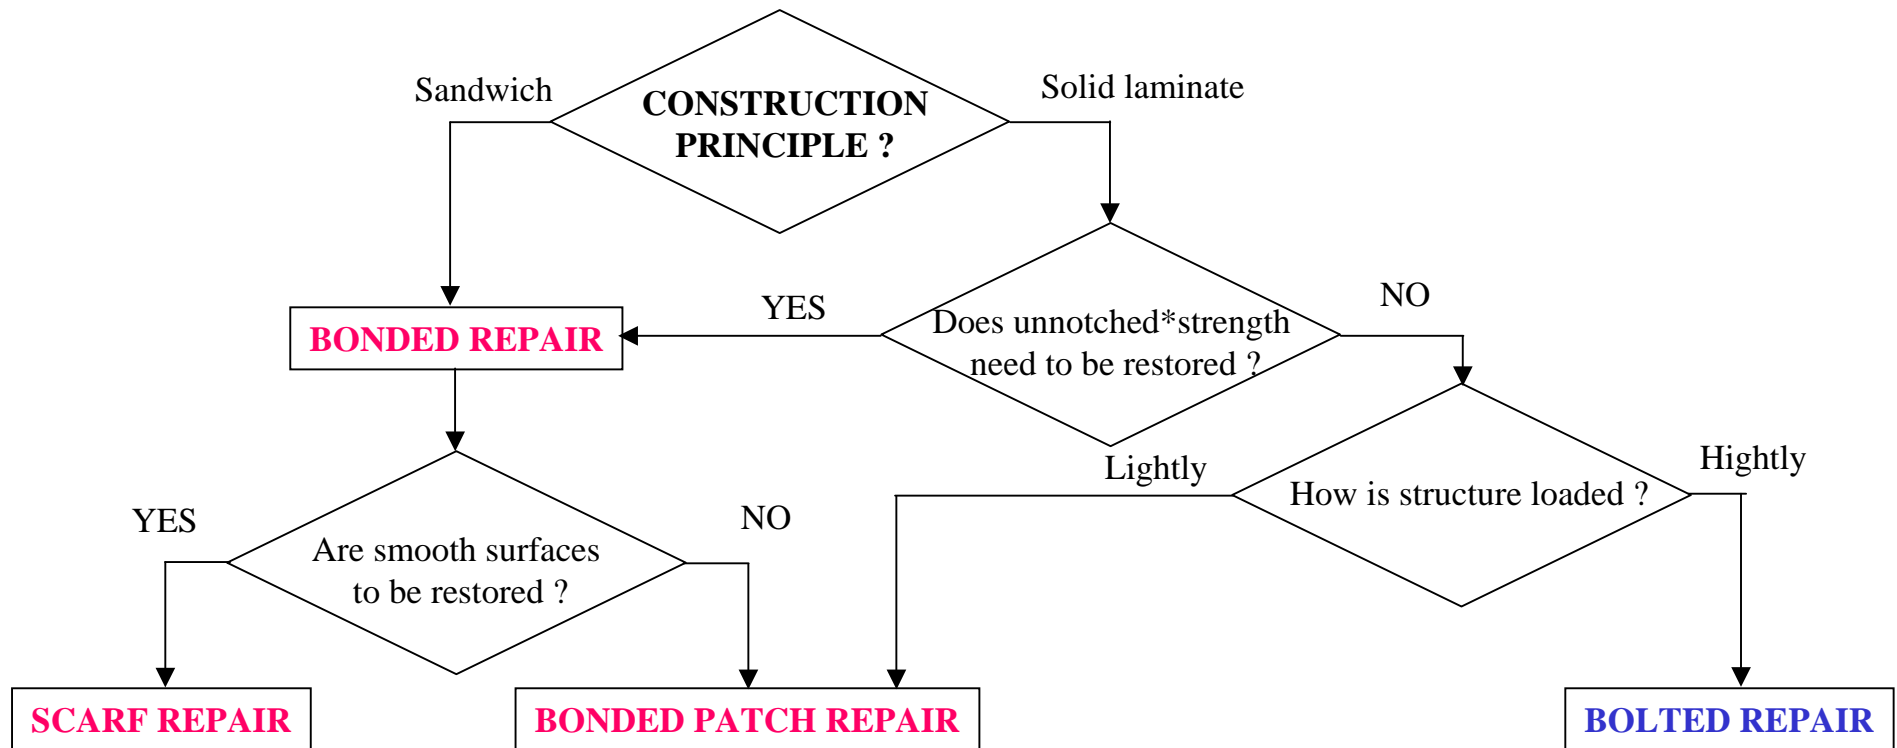 Sandwich
Solid laminate
CONSTRUCTION
PRINCIPLE ?
YES
NO
BONDED REPAIR
Does unnotched*strength
need to be restored ?
Lightly
Hightly
How is structure loaded ?
YES
NO
Are smooth surfaces
to be restored ?
SCARF REPAIR
BONDED PATCH REPAIR
BOLTED REPAIR